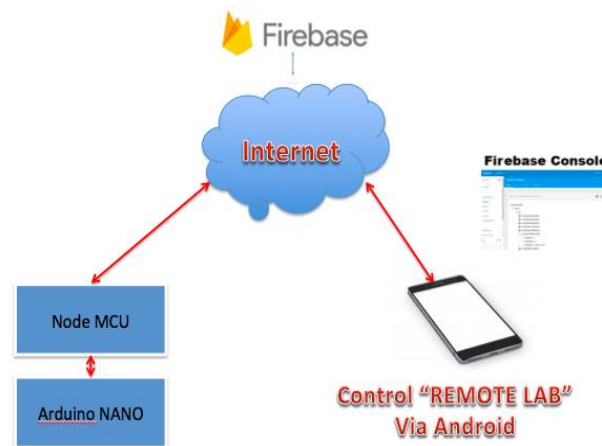 Firebase
Internet
Firebase Console
Node MCU
Arduino NANO
Control “REMOTE LAB”
Via Android